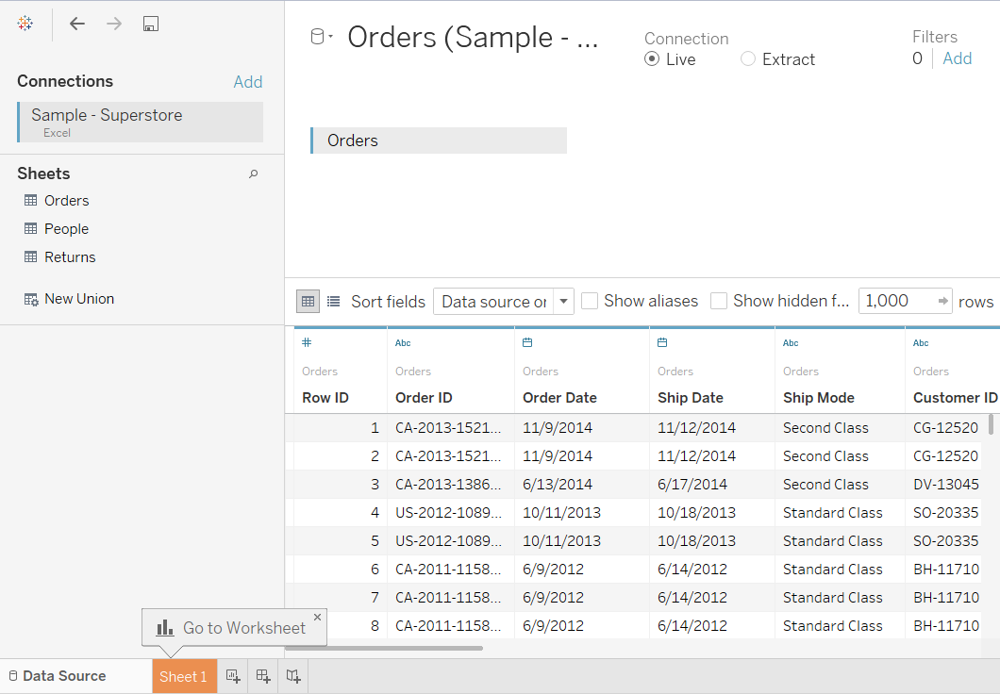 Connections Add
Sample - Superstore
Excel
Sheets
Orders
People
Returns
New Union
Orders (Sample - ...
Connection
Live Extract
Filters
0 Add
Orders
Sort fields Data source or Show aliases Show hidden f... 1,000 rows
# Abc Abc Abc
Orders Orders Orders Orders Orders Orders
Row ID Order ID Order Date Ship Date Ship Mode Customer ID
1 CA-2013-1521... 11/9/2014 11/12/2014 Second Class CG-12520
2 CA-2013-1521... 11/9/2014 11/12/2014 Second Class CG-12520
3 CA-2013-1386... 6/13/2014 6/17/2014 Second Class DV-13045
4 US-2012-1089... 10/11/2013 10/18/2013 Standard Class SO-20335
5 US-2012-1089... 10/11/2013 10/18/2013 Standard Class SO-20335
6 CA-2011-1158... 6/9/2012 6/14/2012 Standard Class BH-11710
7 CA-2011-1158... 6/9/2012 6/14/2012 Standard Class BH-11710
8 CA-2011-1158... 6/9/2012 6/14/2012 Standard Class BH-11710
Go to Worksheet
Data Source Sheet 1